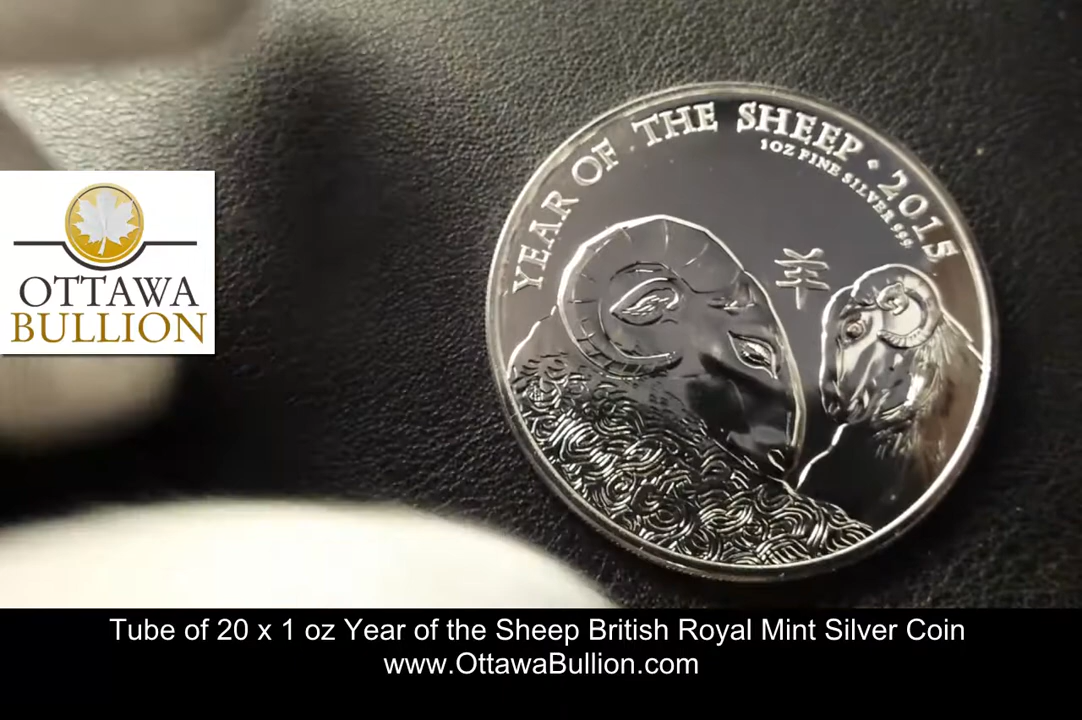 YEAR OF THE SHEEP • 2015
1OZ FINE SILVER 999
羊
OTTAWA
BULLION
Tube of 20 x 1 oz Year of the Sheep British Royal Mint Silver Coin
www.OttawaBullion.com